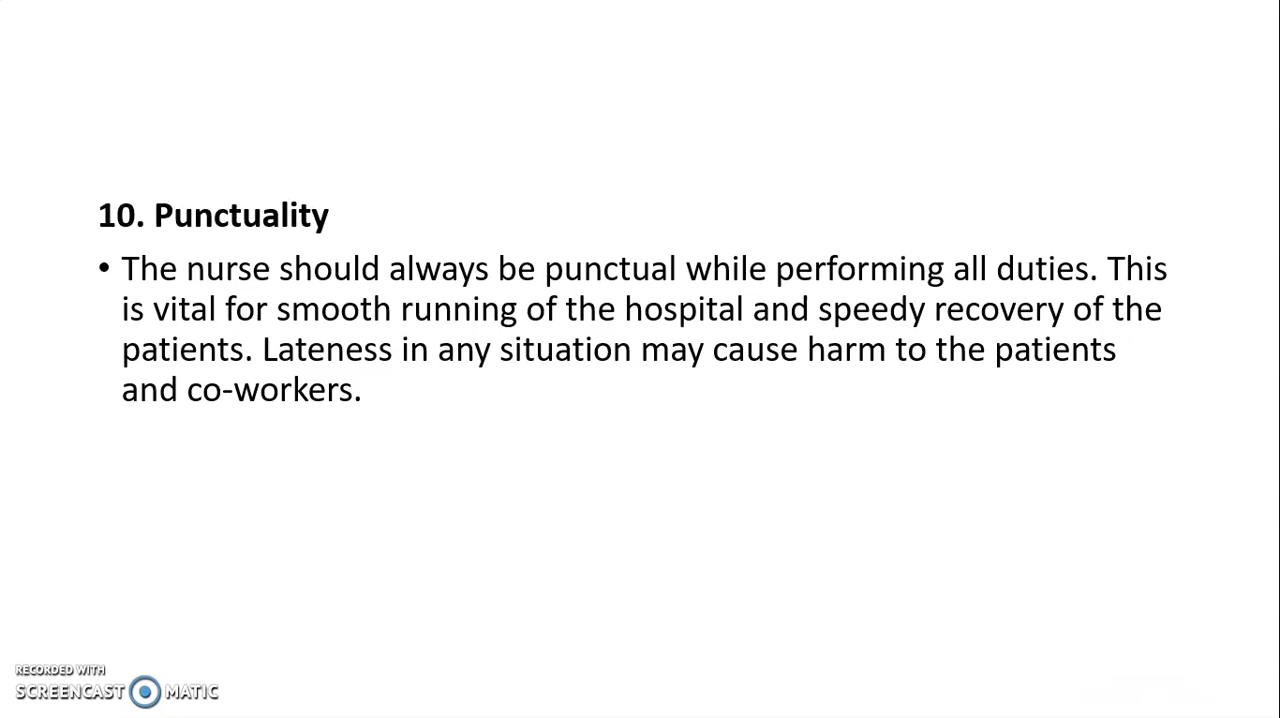 10. Punctuality
• The nurse should always be punctual while performing all duties. This
is vital for smooth running of the hospital and speedy recovery of the
patients. Lateness in any situation may cause harm to the patients
and co-workers.
RECORDED WITH
SCREENCAST MATIC